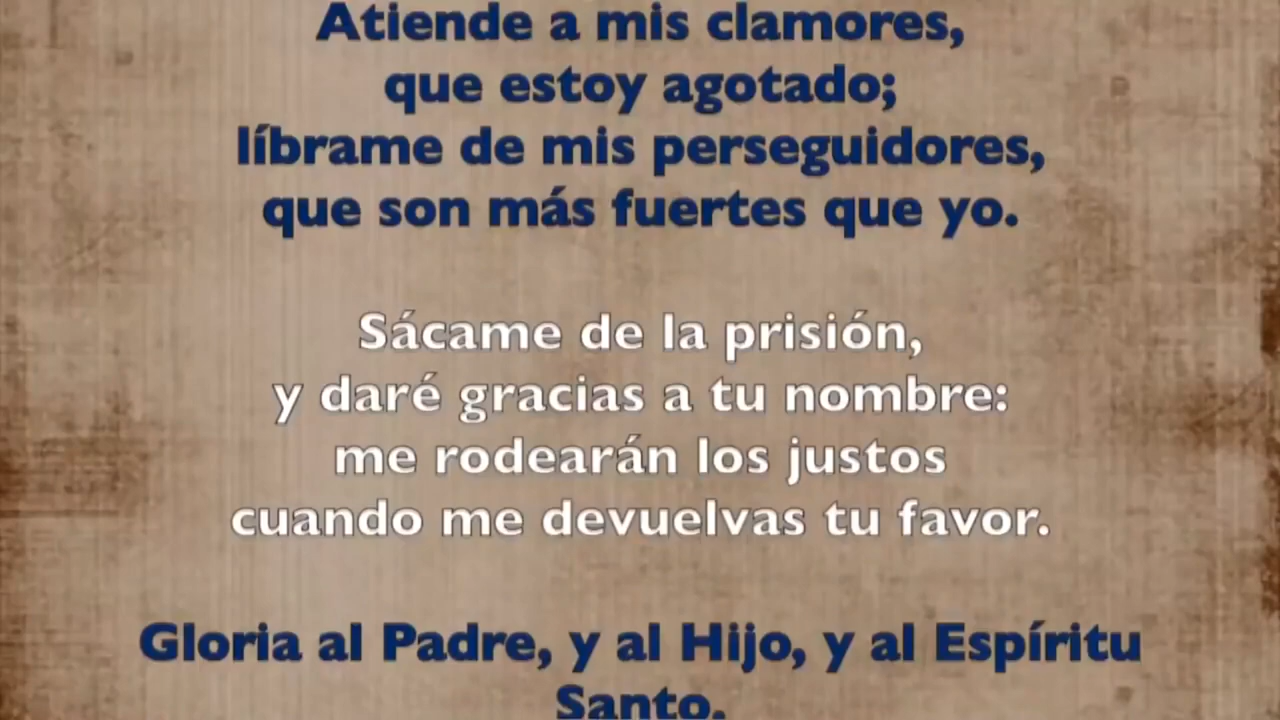 Atiende a mis clamores,
que estoy agotado;
líbrame de mis perseguidores,
que son más fuertes que yo.
Sácame de la prisión,
y daré gracias a tu nombre:
me rodearán los justos
cuando me devuelvas tu favor.
Gloria al Padre, y al Hijo, y al Espíritu
Santo.